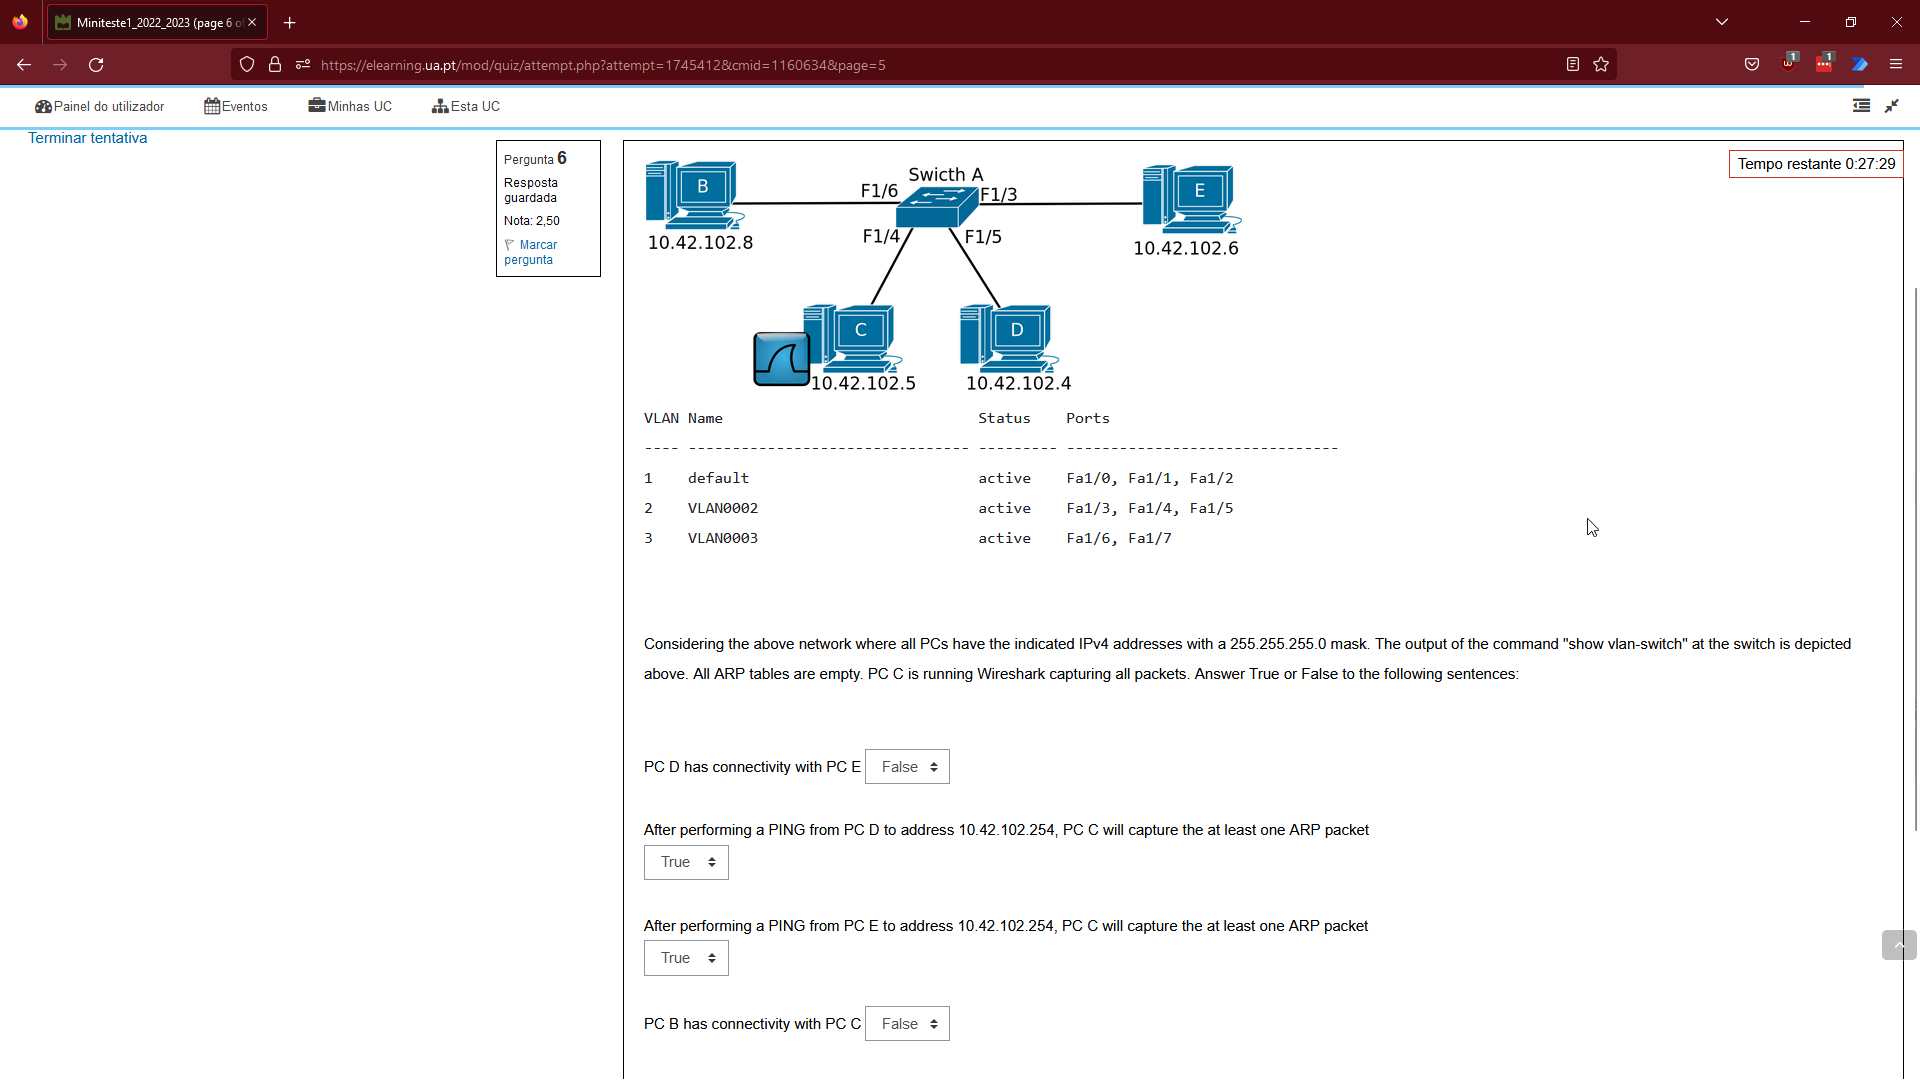 Miniteste1_2022_2023 (page 6 o
https://elearning.ua.pt/mod/quiz/attempt.php?attempt=1745412&cmid=1160634&page=5
1
1
Painel do utilizador Eventos Minhas UC Esta UC
Terminar tentativa
Pergunta 6
Resposta
guardada
Nota: 2,50
Marcar
pergunta
Tempo restante 0:27:29
Swicth A
B
F1/6
F1/3
E
10.42.102.8
F1/4
F1/5
10.42.102.6
C
D
10.42.102.5
10.42.102.4
VLAN Name Status Ports
---- -------------------------------- --------- -------------------------------
1 default active Fa1/0, Fa1/1, Fa1/2
2 VLAN0002 active Fa1/3, Fa1/4, Fa1/5
3 VLAN0003 active Fa1/6, Fa1/7
Considering the above network where all PCs have the indicated IPv4 addresses with a 255.255.255.0 mask. The output of the command "show vlan-switch" at the switch is depicted
above. All ARP tables are empty. PC C is running Wireshark capturing all packets. Answer True or False to the following sentences:
PC D has connectivity with PC E False
After performing a PING from PC D to address 10.42.102.254, PC C will capture the at least one ARP packet
True
After performing a PING from PC E to address 10.42.102.254, PC C will capture the at least one ARP packet
True
PC B has connectivity with PC C False